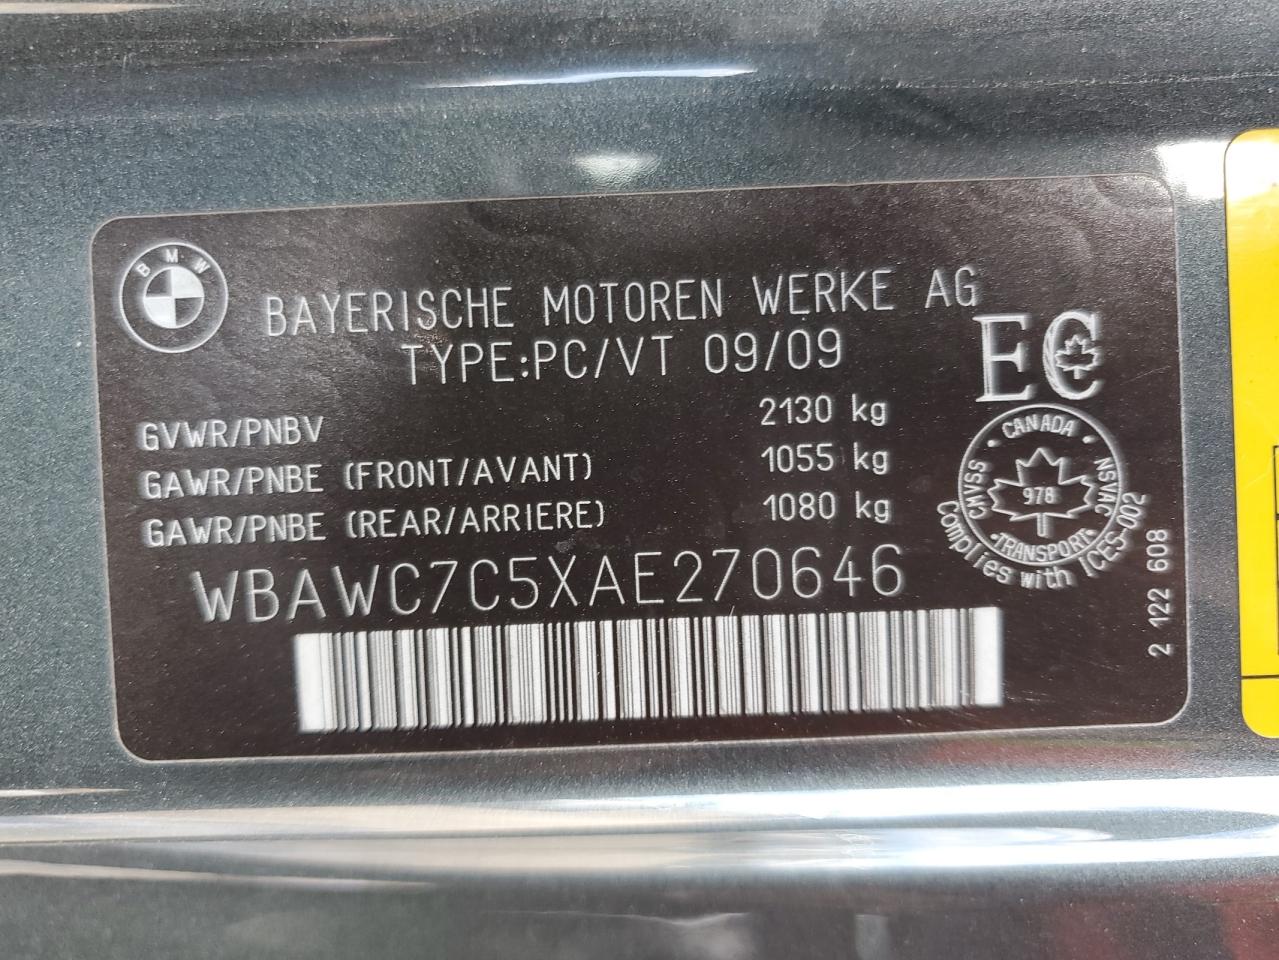 BMW
BAYERISCHE MOTOREN WERKE AG
TYPE:PC/VT 09/09
EC
GVWR/PNBV 2130 kg
GAWR/PNBE (FRONT/AVANT) 1055 kg
GAWR/PNBE (REAR/ARRIERE) 1080 kg
WBAWC7C5XAE270646
• CANADA •
CMVSS
NSVAC
978
•TRANSPORT•
Complies with ICES-002
2 122 608